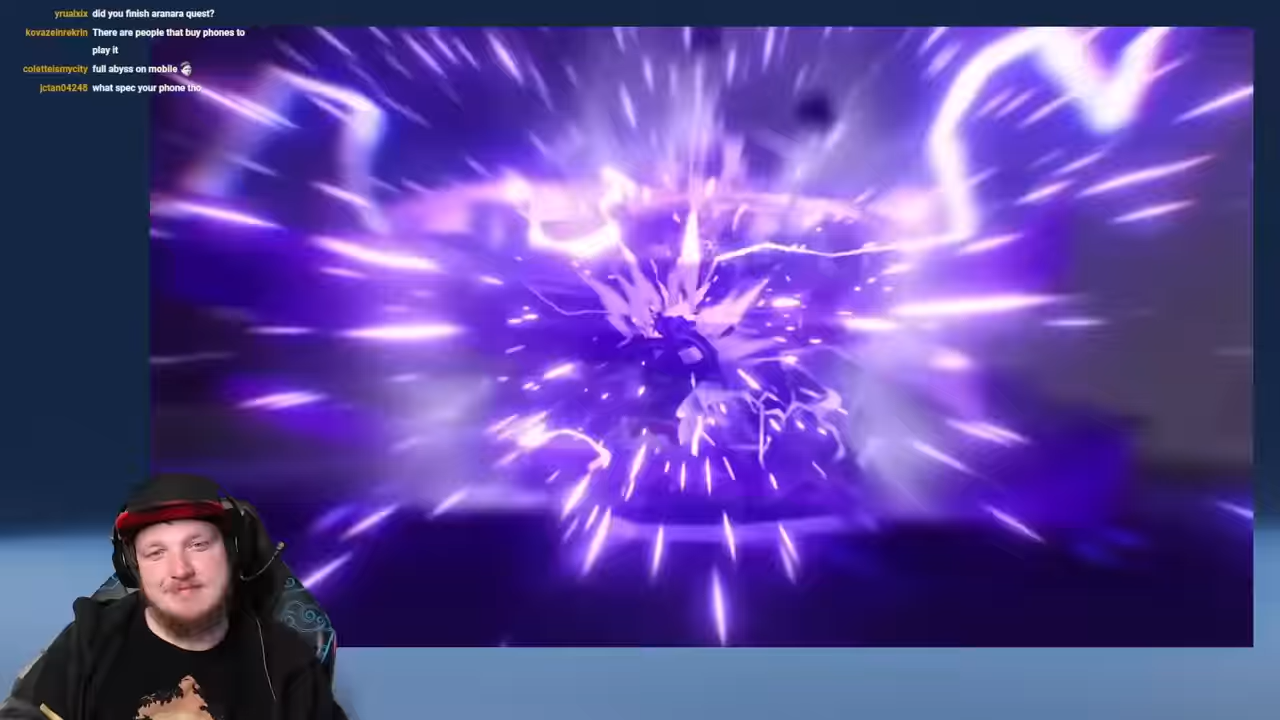 yrualxix did you finish aranara quest?
kovazeinrekrin There are people that buy phones to
play it
coletteismycity full abyss on mobile
jctan04248 what spec your phone tho